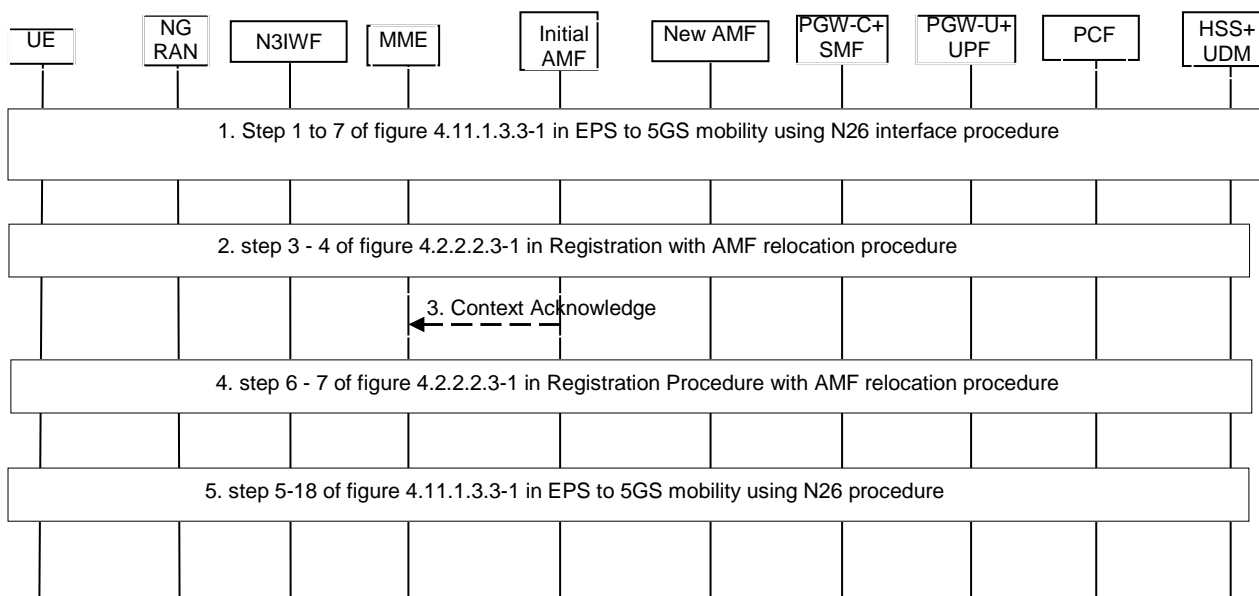 UE
NG
RAN
N3IWF
MME
Initial
AMF
New AMF
PGW-C+
SMF
PGW-U+
UPF
PCF
HSS+
UDM
1. Step 1 to 7 of figure 4.11.1.3.3-1 in EPS to 5GS mobility using N26 interface procedure
2. step 3 - 4 of figure 4.2.2.2.3-1 in Registration with AMF relocation procedure
3. Context Acknowledge
4. step 6 - 7 of figure 4.2.2.2.3-1 in Registration Procedure with AMF relocation procedure
5. step 5-18 of figure 4.11.1.3.3-1 in EPS to 5GS mobility using N26 procedure